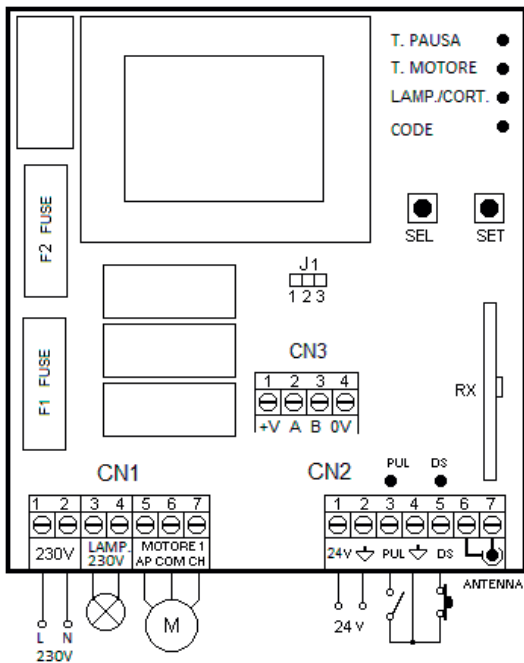 T. PAUSA
T. MOTORE
LAMP./CORT.
CODE
F2 FUSE
SEL SET
J1
1 2 3
F1 FUSE
CN3
1 2 3 4
+V A B 0V
RX
CN1
CN2
PUL DS
1 2 3 4 5 6 7
1 2 3 4 5 6 7
230V
LAMP.
230V
MOTORE 1
AP COM CH
24V PUL DS
ANTENNA
L N
230V
M
24 V